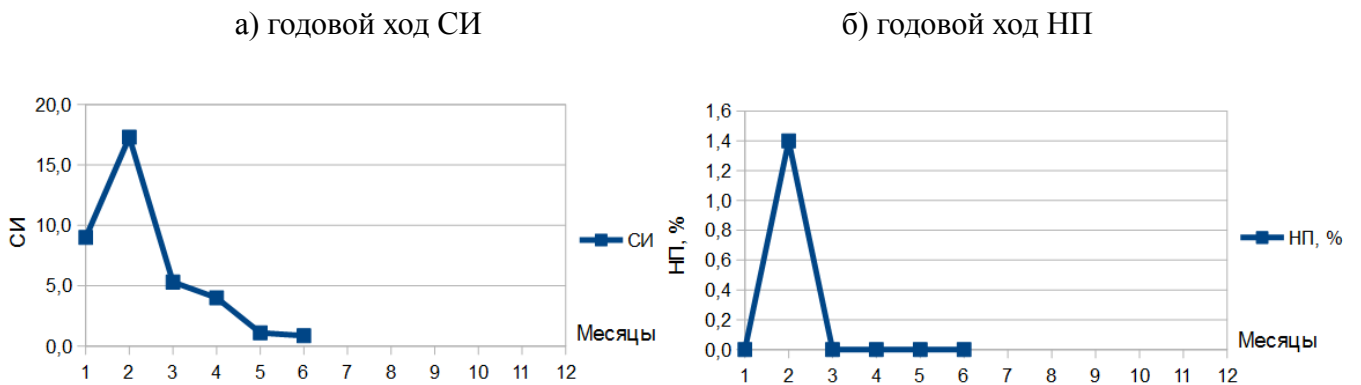 а) годовой ход СИ
20,0
15,0
10,0
5,0
0,0
СИ
1 2 3 4 5 6 7 8 9 10 11 12
Месяцы
СИ
б) годовой ход НП
1,6
1,4
1,2
1,0
0,8
0,6
0,4
0,2
0,0
НП, %
1 2 3 4 5 6 7 8 9 10 11 12
Месяцы
НП, %